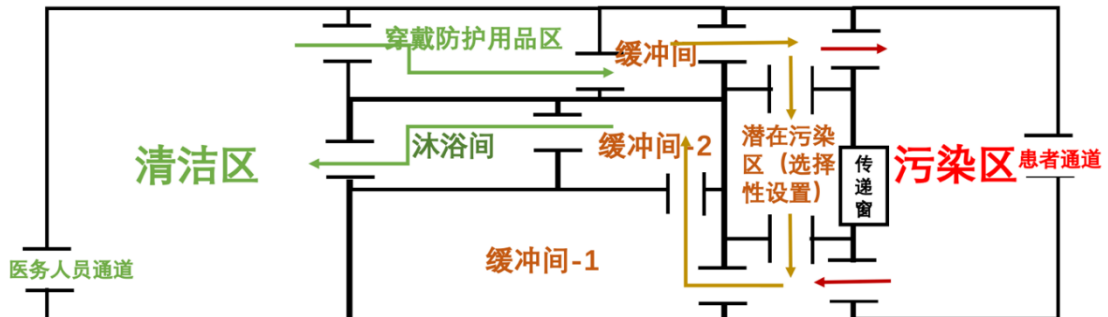 穿戴防护用品区
缓冲间
清洁区
沐浴间
缓冲间-2
潜在污染
区（选择
性设置）
传
递
窗
污染区
患者通道
缓冲间-1
医务人员通道